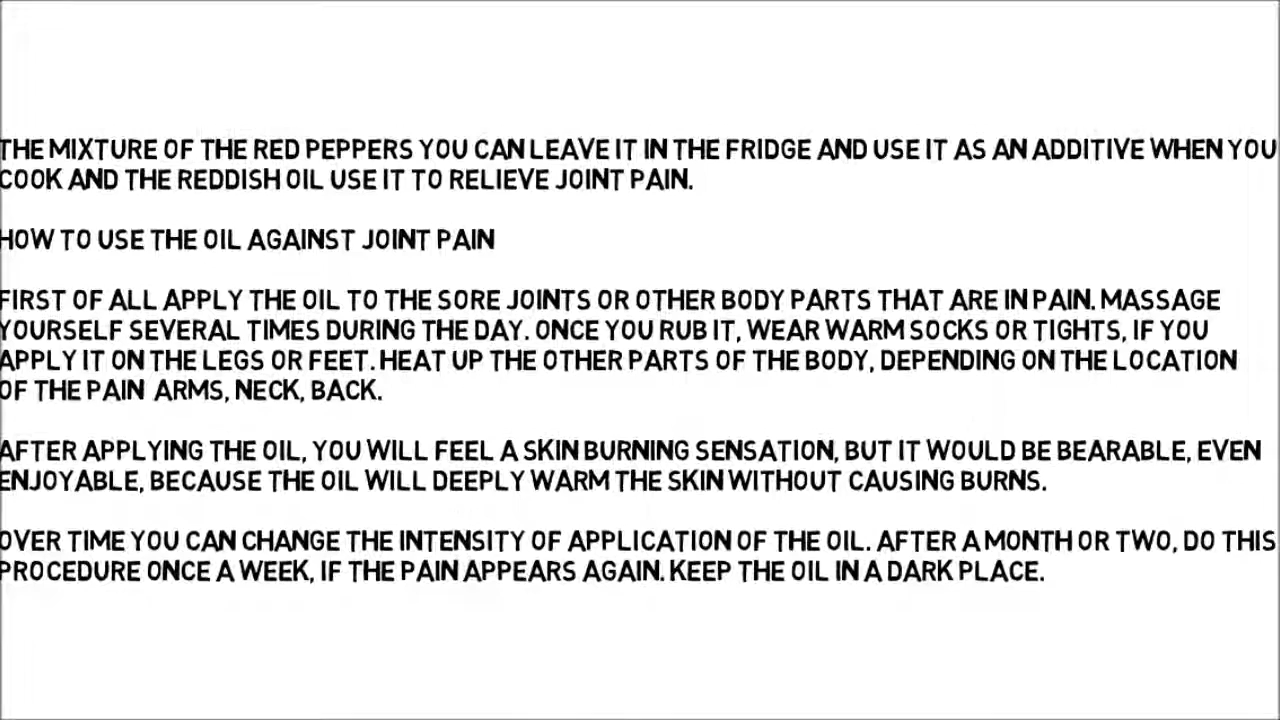 THE MIXTURE OF THE RED PEPPERS YOU CAN LEAVE IT IN THE FRIDGE AND USE IT AS AN ADDITIVE WHEN YOU
COOK AND THE REDDISH OIL USE IT TO RELIEVE JOINT PAIN.
HOW TO USE THE OIL AGAINST JOINT PAIN
FIRST OF ALL APPLY THE OIL TO THE SORE JOINTS OR OTHER BODY PARTS THAT ARE IN PAIN. MASSAGE
YOURSELF SEVERAL TIMES DURING THE DAY. ONCE YOU RUB IT, WEAR WARM SOCKS OR TIGHTS, IF YOU
APPLY IT ON THE LEGS OR FEET. HEAT UP THE OTHER PARTS OF THE BODY, DEPENDING ON THE LOCATION
OF THE PAIN ARMS, NECK, BACK.
AFTER APPLYING THE OIL, YOU WILL FEEL A SKIN BURNING SENSATION, BUT IT WOULD BE BEARABLE, EVEN
ENJOYABLE, BECAUSE THE OIL WILL DEEPLY WARM THE SKIN WITHOUT CAUSING BURNS.
OVER TIME YOU CAN CHANGE THE INTENSITY OF APPLICATION OF THE OIL. AFTER A MONTH OR TWO, DO THIS
PROCEDURE ONCE A WEEK, IF THE PAIN APPEARS AGAIN. KEEP THE OIL IN A DARK PLACE.